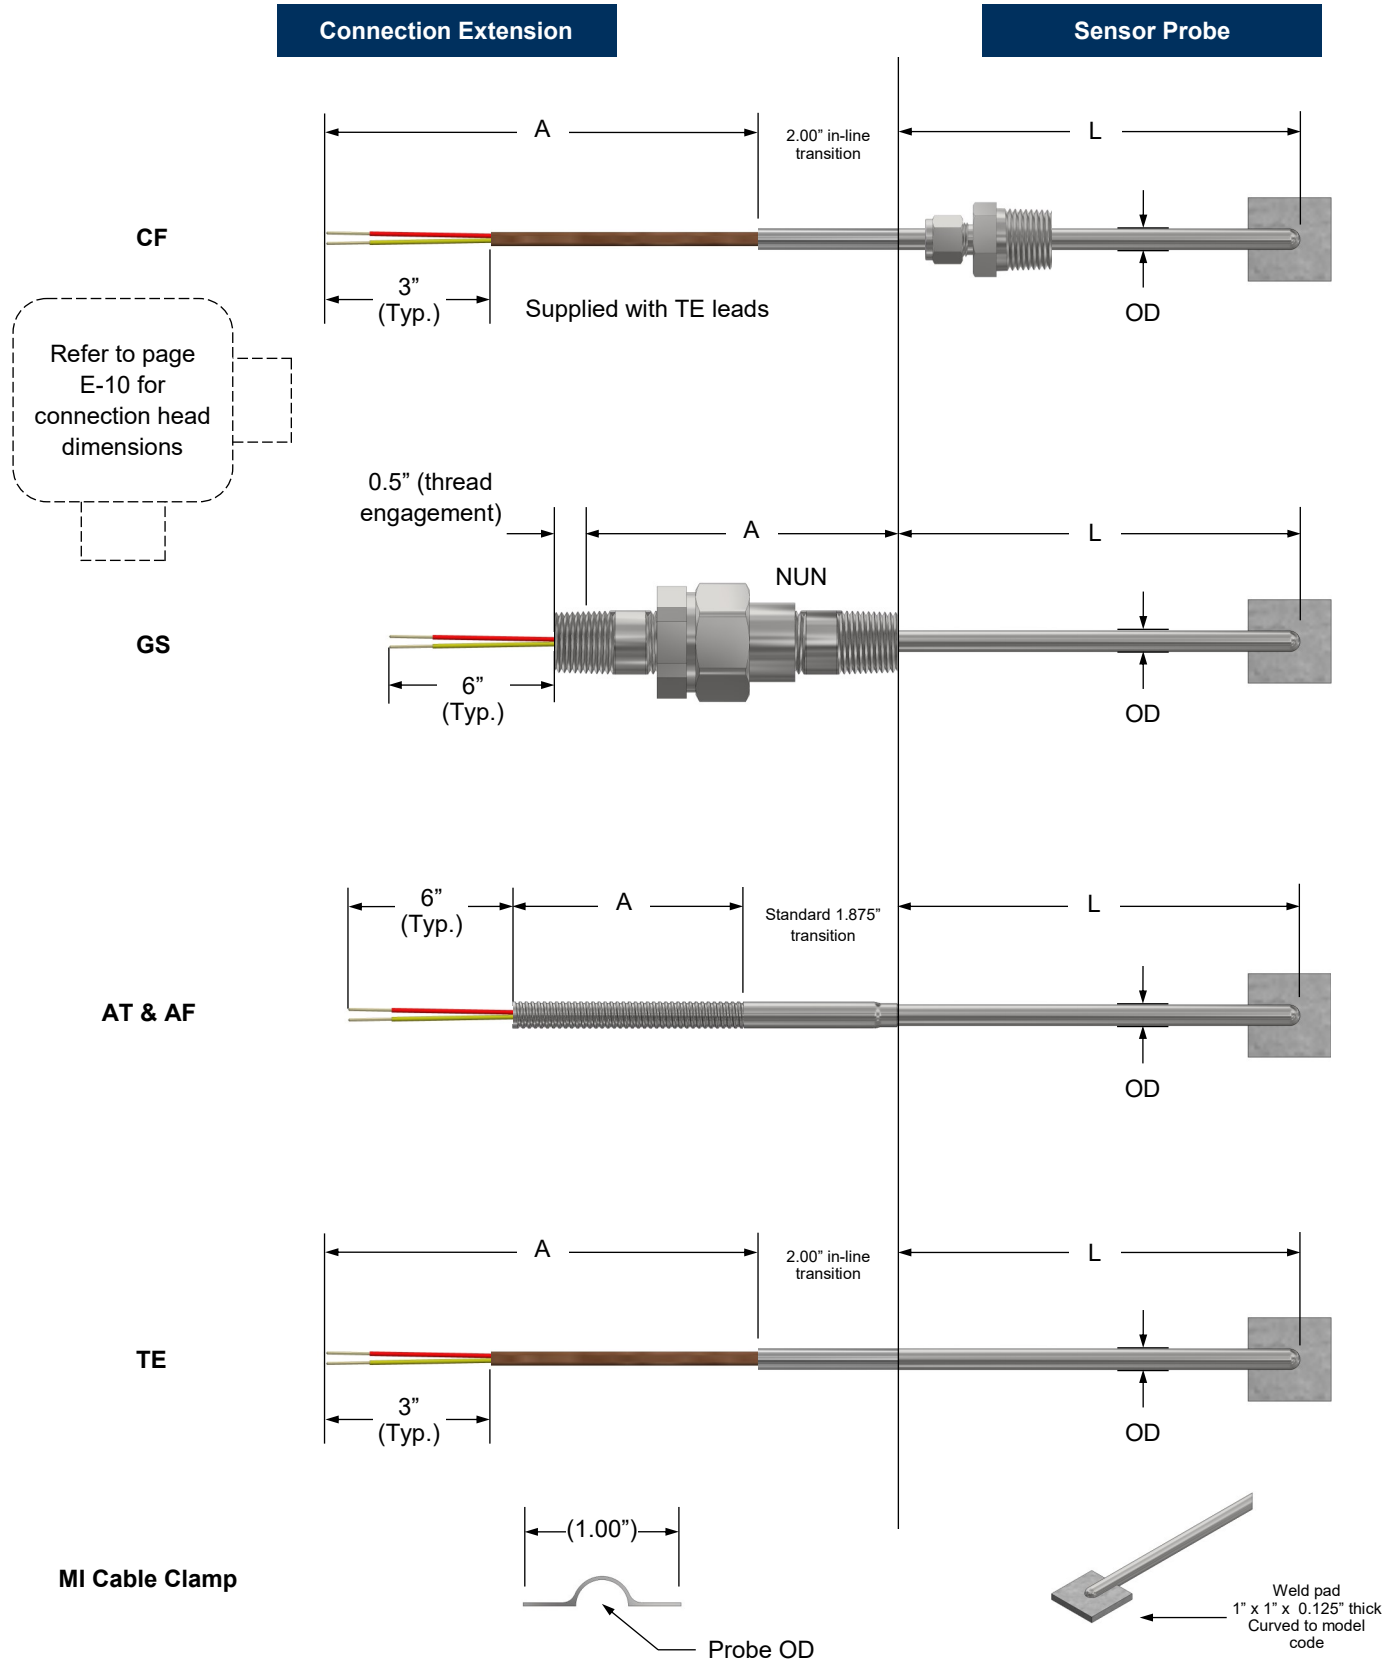 Connection Extension
Sensor Probe
A
2.00” in-line
transition
L
CF
3”
(Typ.)
Supplied with TE leads
OD
Refer to page
E-10 for
connection head
dimensions
0.5” (thread
engagement)
A
L
NUN
GS
6”
(Typ.)
OD
6”
(Typ.)
A
Standard 1.875”
transition
L
AT & AF
OD
A
2.00” in-line
transition
L
TE
3”
(Typ.)
OD
(1.00”)
MI Cable Clamp
Probe OD
Weld pad
1” x 1” x 0.125” thick
Curved to model
code